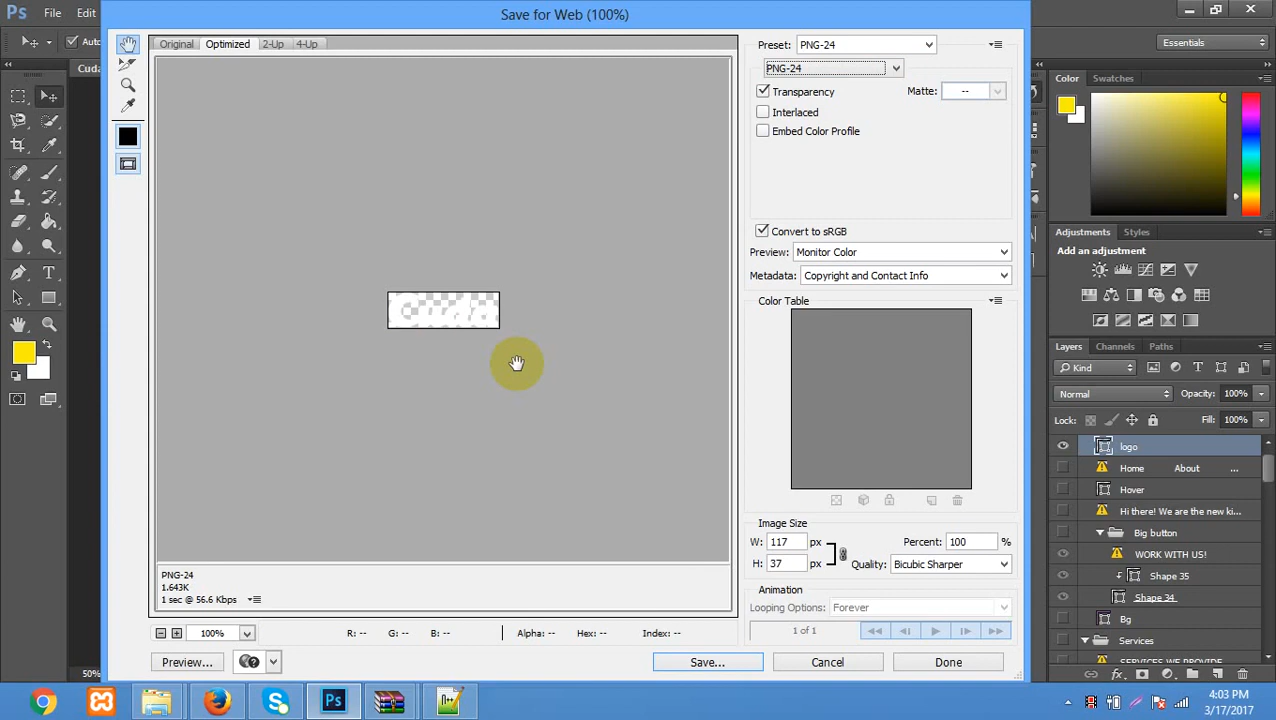 Ps
File
Edit
Save for Web (100%)
Essentials
Auto
Cuda
50%
Original
Optimized
2-Up
4-Up
Preset:
PNG-24
PNG-24
Transparency
Matte:
--
Interlaced
Embed Color Profile
Convert to sRGB
Preview:
Monitor Color
Metadata:
Copyright and Contact Info
Color Table
Image Size
W:
117
px
Percent:
100
%
H:
37
px
Quality:
Bicubic Sharper
Animation
Looping Options:
Forever
1 of 1
PNG-24
1.643K
1 sec @ 56.6 Kbps
100%
R: --
G: --
B: --
Alpha: --
Hex: --
Index: --
Preview...
Save...
Cancel
Done
Color
Swatches
Adjustments
Styles
Add an adjustment
Layers
Channels
Paths
Kind
Normal
Opacity:
100%
Lock:
Fill:
100%
logo
Home
About
...
Hover
Hi there! We are the new ki...
Big button
WORK WITH US!
Shape 35
Shape 34
Bg
Services
SERVICES WE PROVIDE
Ps
4:03 PM
3/17/2017